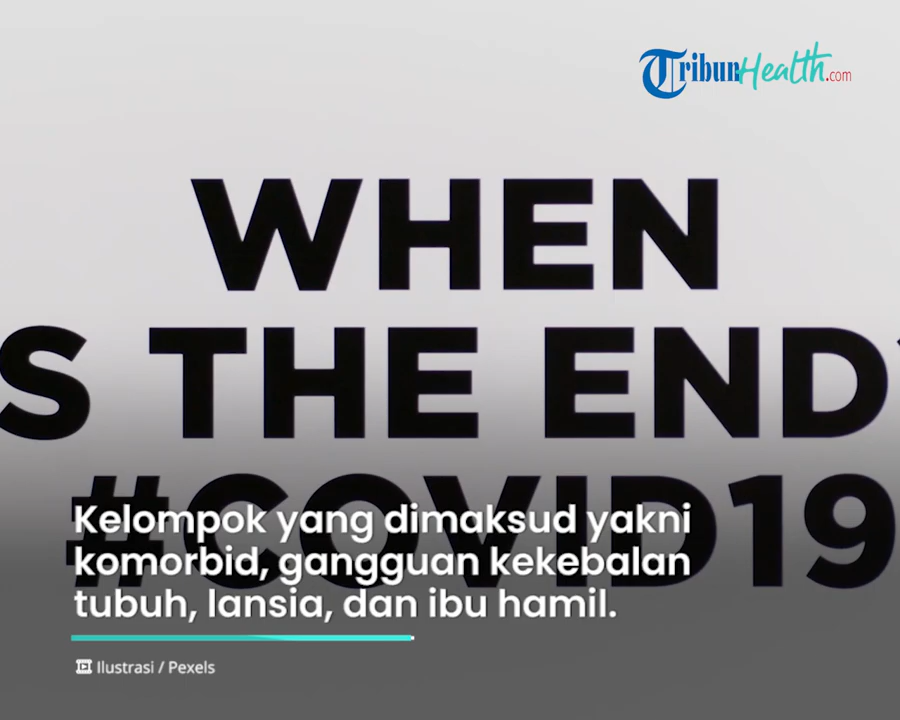 TribunHealth.com
WHEN
S THE END?
#COVID19
Kelompok yang dimaksud yakni
komorbid, gangguan kekebalan
tubuh, lansia, dan ibu hamil.
Ilustrasi / Pexels